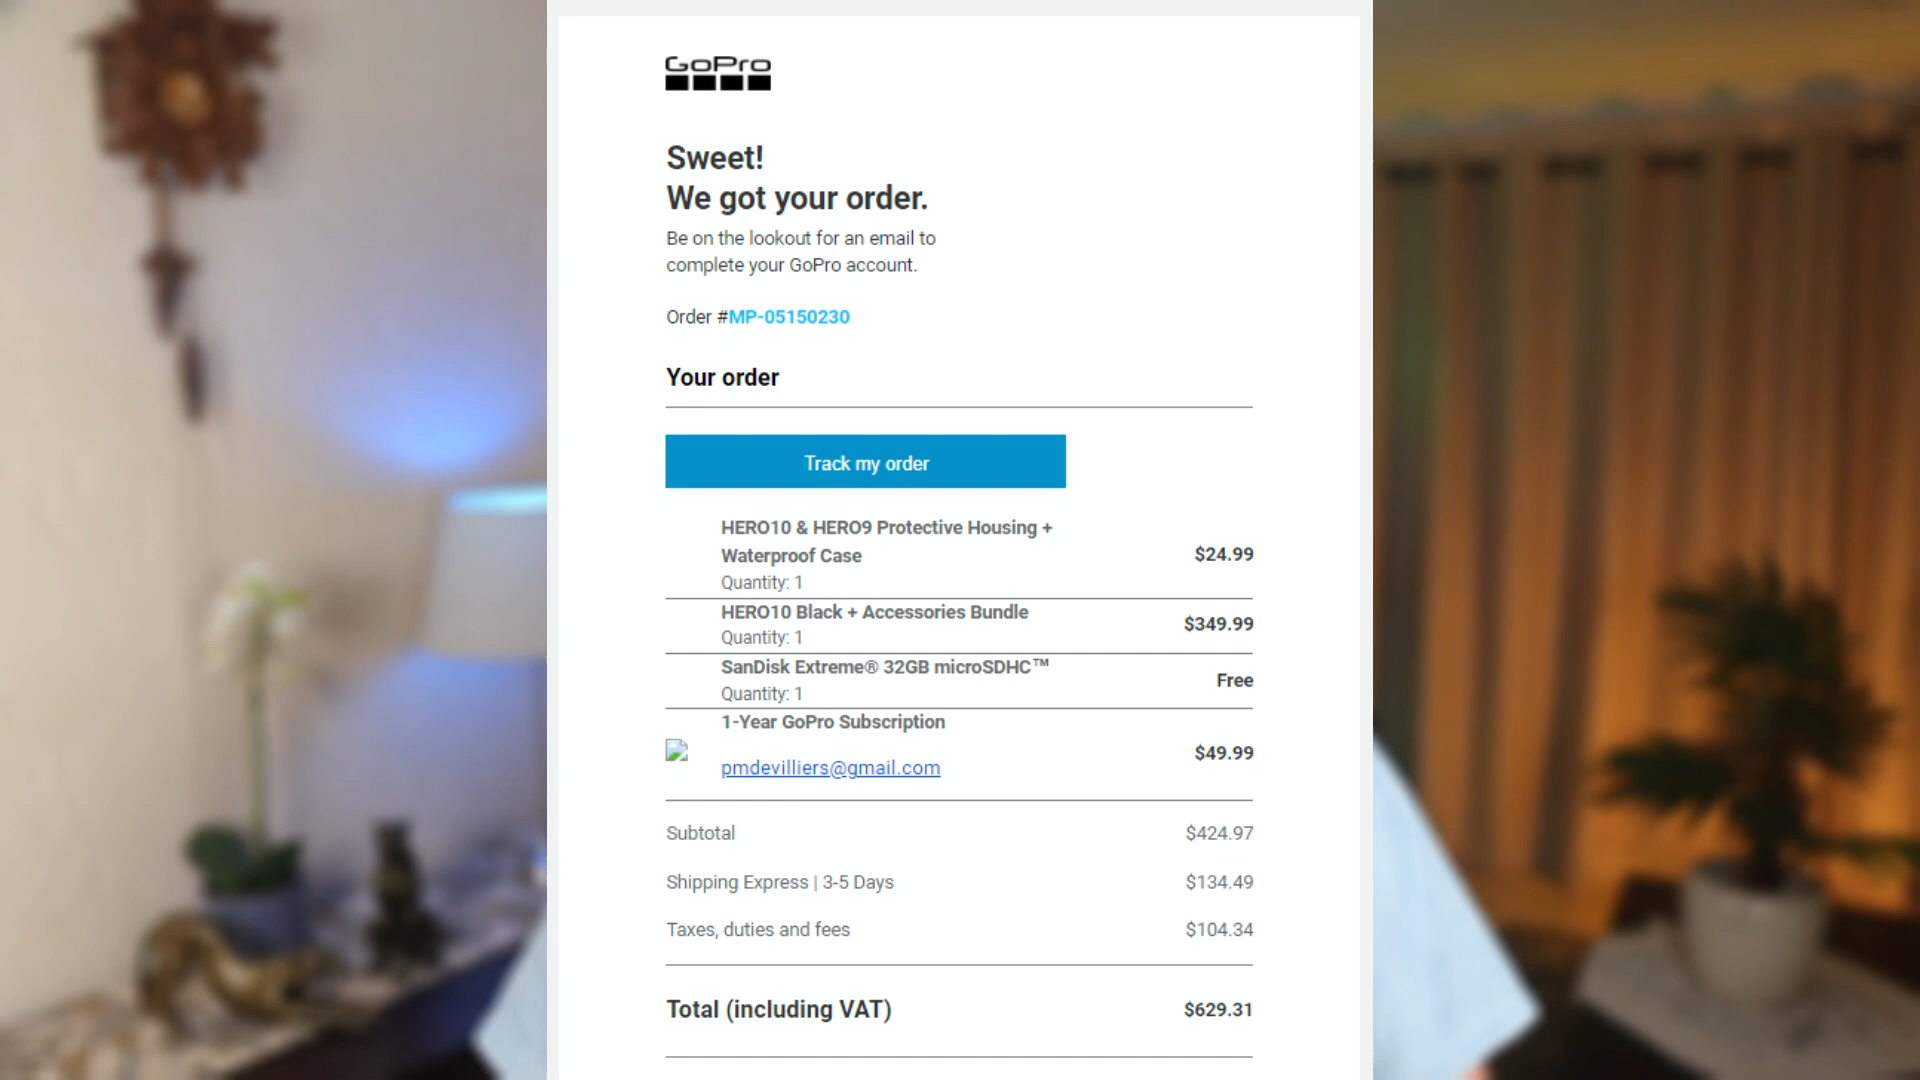 GoPro
Sweet!
We got your order.
Be on the lookout for an email to
complete your GoPro account.
Order #MP-05150230
Your order
Track my order
HERO10 & HERO9 Protective Housing +
Waterproof Case
$24.99
Quantity: 1
HERO10 Black + Accessories Bundle
$349.99
Quantity: 1
SanDisk Extreme® 32GB microSDHC™
Free
Quantity: 1
1-Year GoPro Subscription
$49.99
pmdevilliers@gmail.com
Subtotal $424.97
Shipping Express | 3-5 Days $134.49
Taxes, duties and fees $104.34
Total (including VAT) $629.31